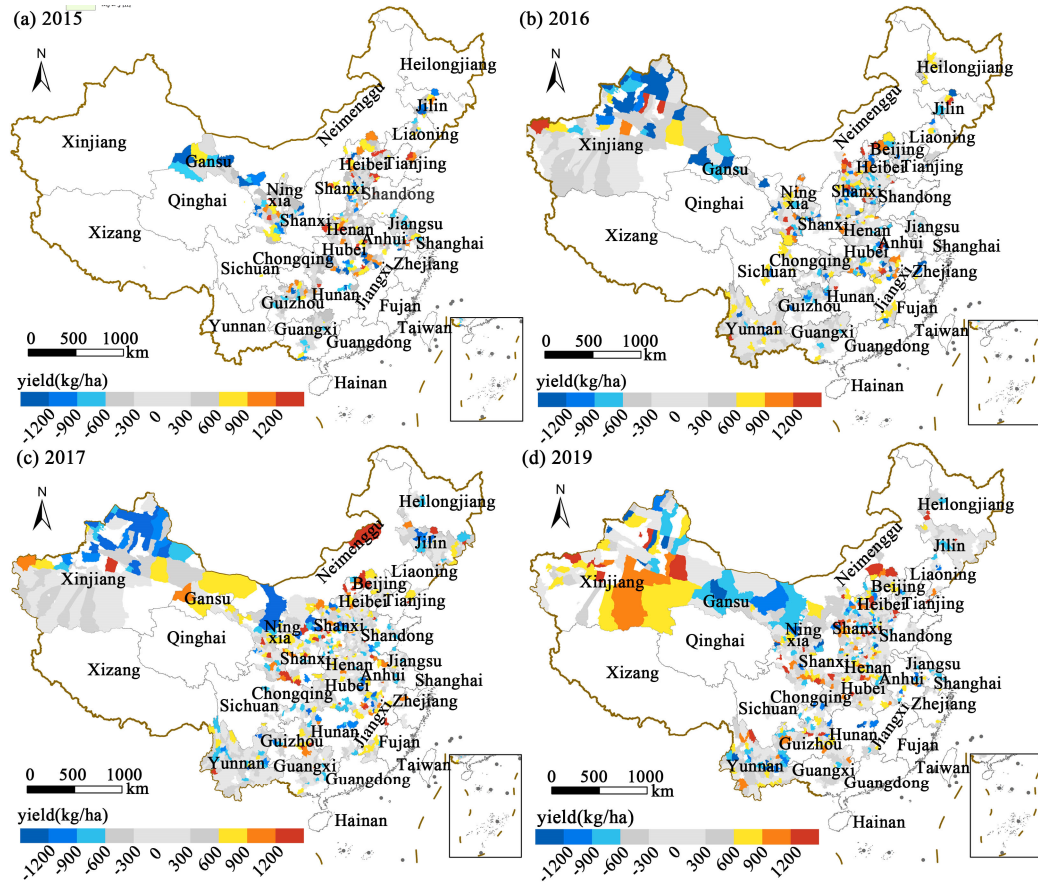 (a) 2015
N
Heilongjiang
Jilin
Neimenggu
Liaoning
Xinjiang
Gansu
Heibei
Tianjing
Ning
xia
Shanxi
Shandong
Qinghai
Shanxi
Henan
Jiangsu
Xizang
Anhui
Shanghai
Hubei
Chongqing
Zhejiang
Sichuan
Jiangxi
Hunan
Guizhou
Fujan
Yunnan
Guangxi
Taiwan
Guangdong
0 500 1000
km
Hainan
yield(kg/ha)
-1200 -900 -600 -300 0 300 600 900 1200
(b) 2016
N
Heilongjiang
Jilin
Neimenggu
Liaoning
Xinjiang
Beijing
Gansu
Heibei
Tianjing
Ning
xia
Shanxi
Shandong
Qinghai
Shanxi
Henan
Jiangsu
Xizang
Anhui
Shanghai
Hubei
Chongqing
Zhejiang
Sichuan
Jiangxi
Hunan
Guizhou
Fujan
Yunnan
Guangxi
Taiwan
Guangdong
0 500 1000
km
Hainan
yield(kg/ha)
-1200 -900 -600 -300 0 300 600 900 1200
(c) 2017
N
Heilongjiang
Jilin
Neimenggu
Liaoning
Xinjiang
Beijing
Gansu
Heibei
Tianjing
Ning
xia
Shanxi
Shandong
Qinghai
Shanxi
Henan
Jiangsu
Xizang
Anhui
Shanghai
Hubei
Chongqing
Zhejiang
Sichuan
Jiangxi
Hunan
Guizhou
Fujan
Yunnan
Guangxi
Taiwan
Guangdong
0 500 1000
km
Hainan
yield(kg/ha)
-1200 -900 -600 -300 0 300 600 900 1200
(d) 2019
N
Heilongjiang
Jilin
Neimenggu
Liaoning
Xinjiang
Beijing
Gansu
Heibei
Tianjing
Ning
xia
Shanxi
Shandong
Qinghai
Shanxi
Henan
Jiangsu
Xizang
Anhui
Shanghai
Hubei
Chongqing
Zhejiang
Sichuan
Jiangxi
Hunan
Guizhou
Fujan
Yunnan
Guangxi
Taiwan
Guangdong
0 500 1000
km
Hainan
yield(kg/ha)
-1200 -900 -600 -300 0 300 600 900 1200